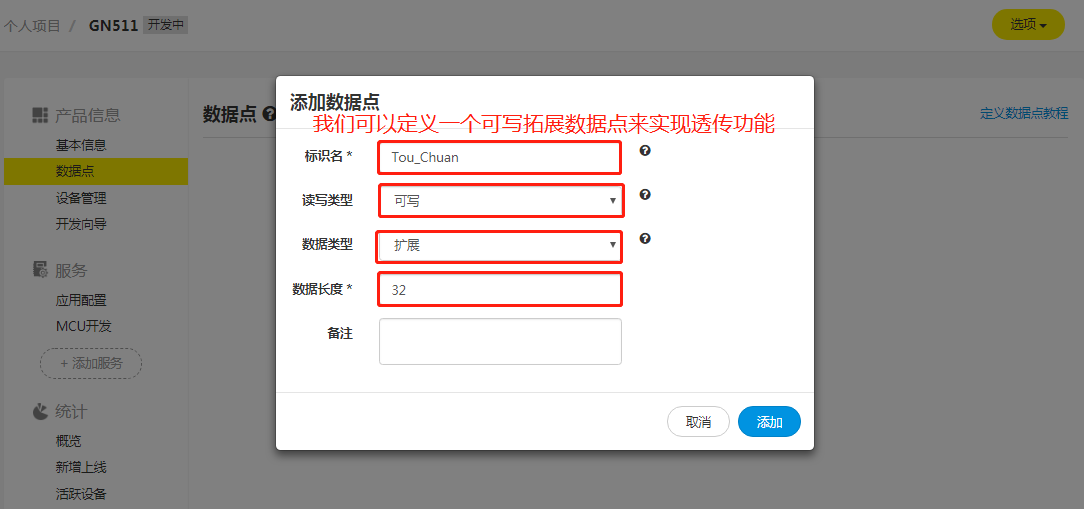 个人项目 / GN511 开发中
选项
产品信息
基本信息
数据点
设备管理
开发向导
服务
应用配置
MCU开发
+ 添加服务
统计
概览
新增上线
活跃设备
数据点
定义数据点教程
添加数据点
我们可以定义一个可写拓展数据点来实现透传功能
标识名 * Tou_Chuan
读写类型 可写
数据类型 扩展
数据长度 * 32
备注
取消 添加